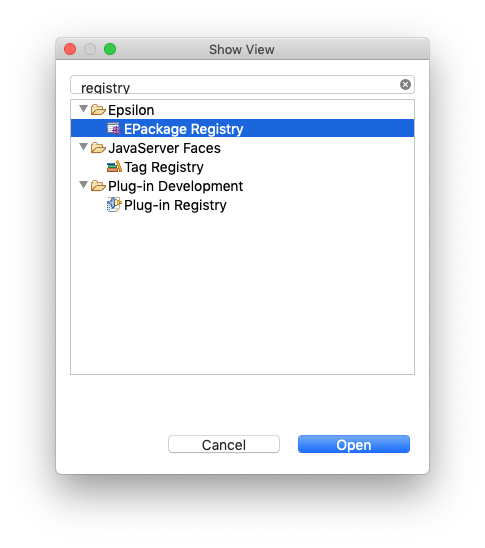 Show View
registry
Epsilon
EPackage Registry
JavaServer Faces
Tag Registry
Plug-in Development
Plug-in Registry
Cancel
Open